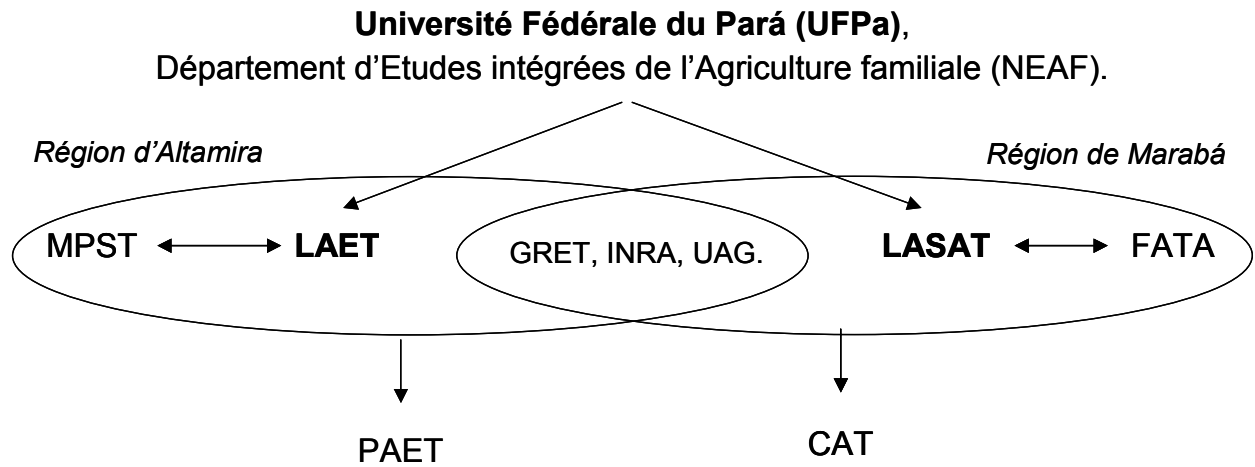 Université Fédérale du Pará (UFPa),
Département d'Etudes intégrées de l'Agriculture familiale (NEAF).
Région d'Altamira
Région de Marabá
MPST
LAET
GRET, INRA, UAG.
LASAT
FATA
PAET
CAT